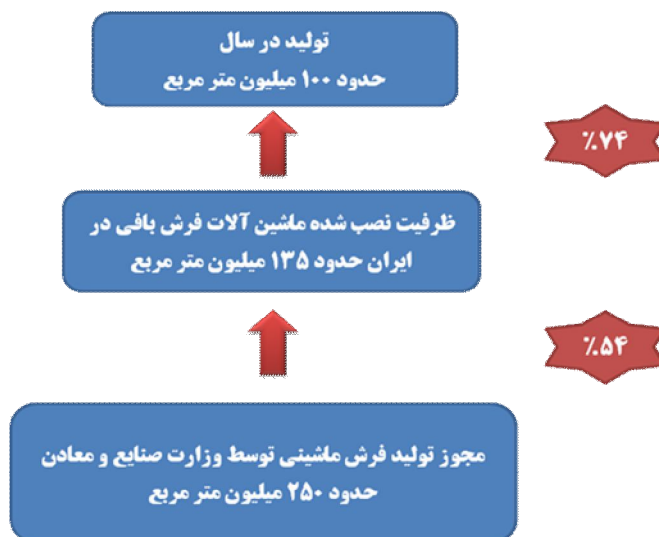 تولید در سال
حدود ۱۰۰ میلیون متر مربع
٪۷۴
ظرفیت نصب شده ماشین آلات فرش بافی در
ایران حدود ۱۳۵ میلیون متر مربع
٪۵۴
مجوز تولید فرش ماشینی توسط وزارت صنایع و معادن
حدود ۲۵۰ میلیون متر مربع